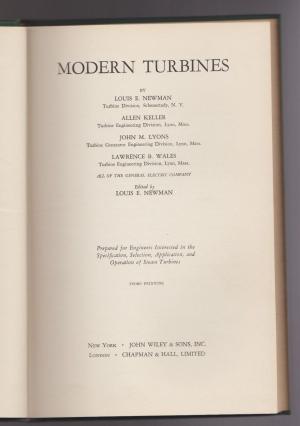 MODERN TURBINES
BY
LOUIS E. NEWMAN
Turbine Division, Schenectady, N. Y.
ALLEN KELLER
Turbine Engineering Division, Lynn, Mass.
JOHN M. LYONS
Turbine Generator Engineering Division, Lynn, Mass.
LAWRENCE B. WALES
Turbine Engineering Division, Lynn, Mass.
ALL OF THE GENERAL ELECTRIC COMPANY
Edited by
LOUIS E. NEWMAN
Prepared for Engineers Interested in the
Specification, Selection, Application, and
Operation of Steam Turbines
THIRD PRINTING
NEW YORK • JOHN WILEY & SONS, INC.
LONDON • CHAPMAN & HALL, LIMITED